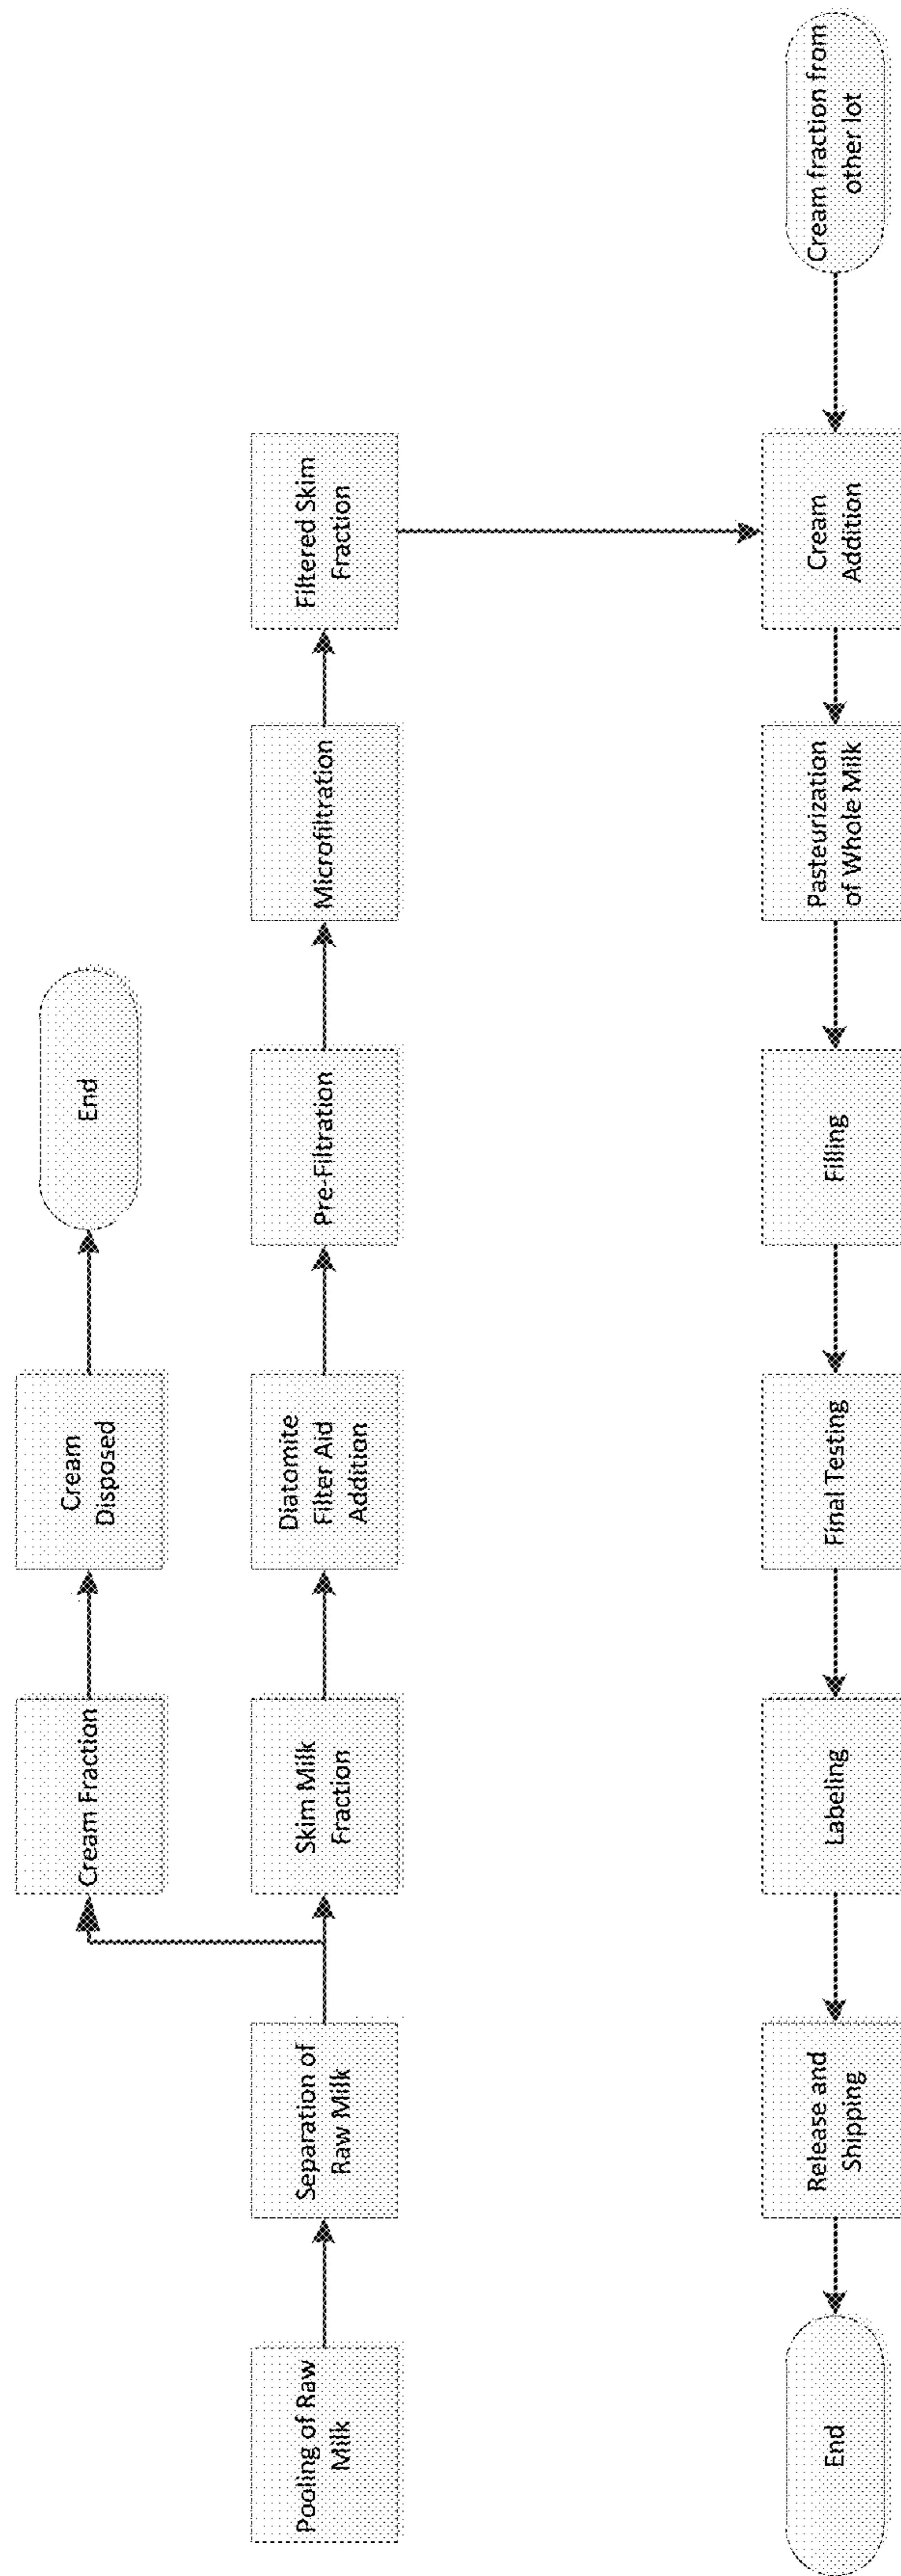 Cream Fraction
Cream
Disposed
End
Pooling of Raw
Milk
Separation of
Raw Milk
Skim Milk
Fraction
Diatomite
Filter Aid
Addition
Pre-Filtration
Microfiltration
Filtered Skim
Fraction
Cream fraction from
other lot
Cream
Addition
Pasteurization
of Whole Milk
Filling
Final Testing
Labeling
Release and
Shipping
End